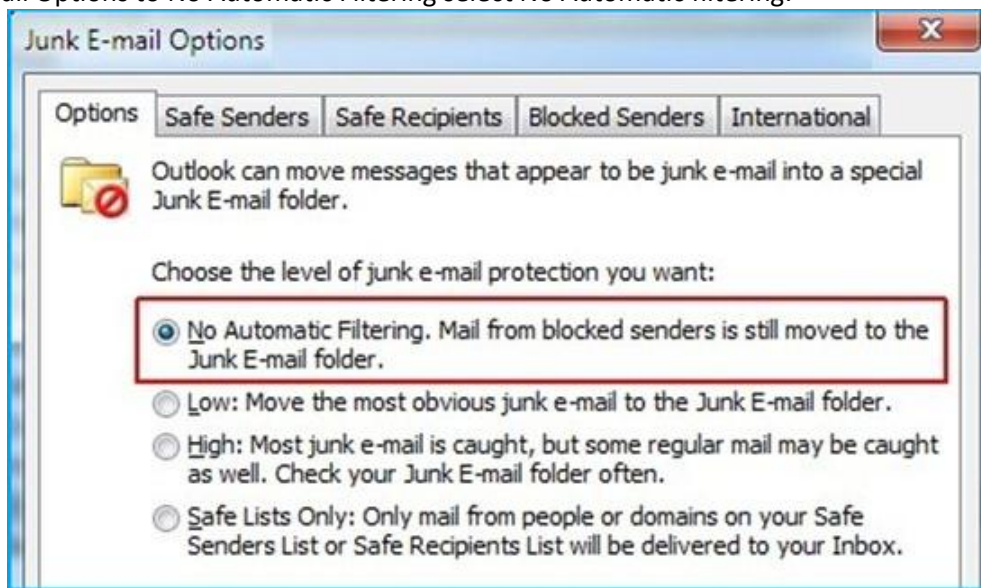 Options to No Automatic Filtering select No Automatic filtering.
Junk E-mail Options
Options Safe Senders Safe Recipients Blocked Senders International
Outlook can move messages that appear to be junk e-mail into a special
Junk E-mail folder.
Choose the level of junk e-mail protection you want:
No Automatic Filtering. Mail from blocked senders is still moved to the
Junk E-mail folder.
Low: Move the most obvious junk e-mail to the Junk E-mail folder.
High: Most junk e-mail is caught, but some regular mail may be caught
as well. Check your Junk E-mail folder often.
Safe Lists Only: Only mail from people or domains on your Safe
Senders List or Safe Recipients List will be delivered to your Inbox.